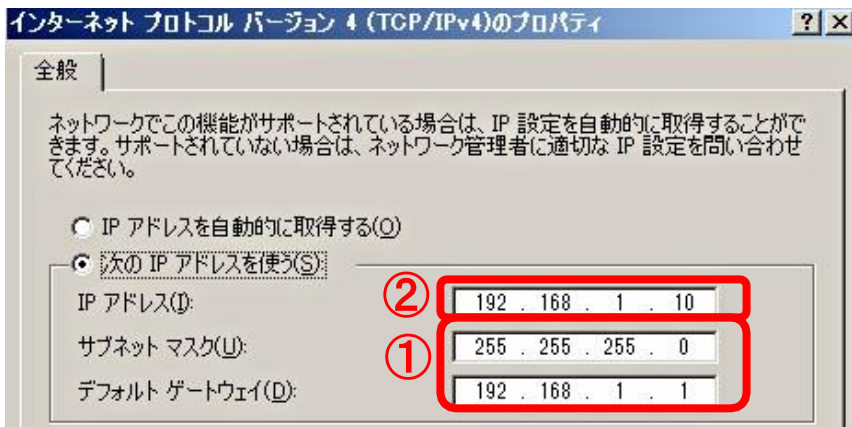 インターネット プロトコル バージョン 4 (TCP/IPv4)のプロパティ
全般
ネットワークでこの機能がサポートされている場合は、IP 設定を自動的に取得することがで
きます。サポートされていない場合は、ネットワーク管理者に適切な IP 設定を問い合わせ
てください。
IP アドレスを自動的に取得する(O)
次の IP アドレスを使う(S):
IP アドレス(I): ② 192 . 168 . 1 . 10
サブネット マスク(U): ① 255 . 255 . 255 . 0
デフォルト ゲートウェイ(D): 192 . 168 . 1 . 1